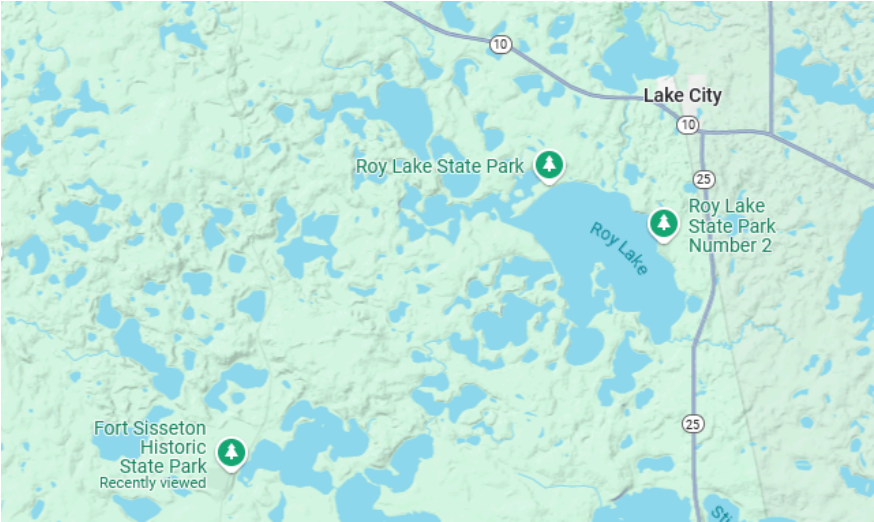 10
Lake City
10
Roy Lake State Park
25
Roy Lake
State Park
Number 2
Roy Lake
25
Fort Sisseton
Historic
State Park
Recently viewed